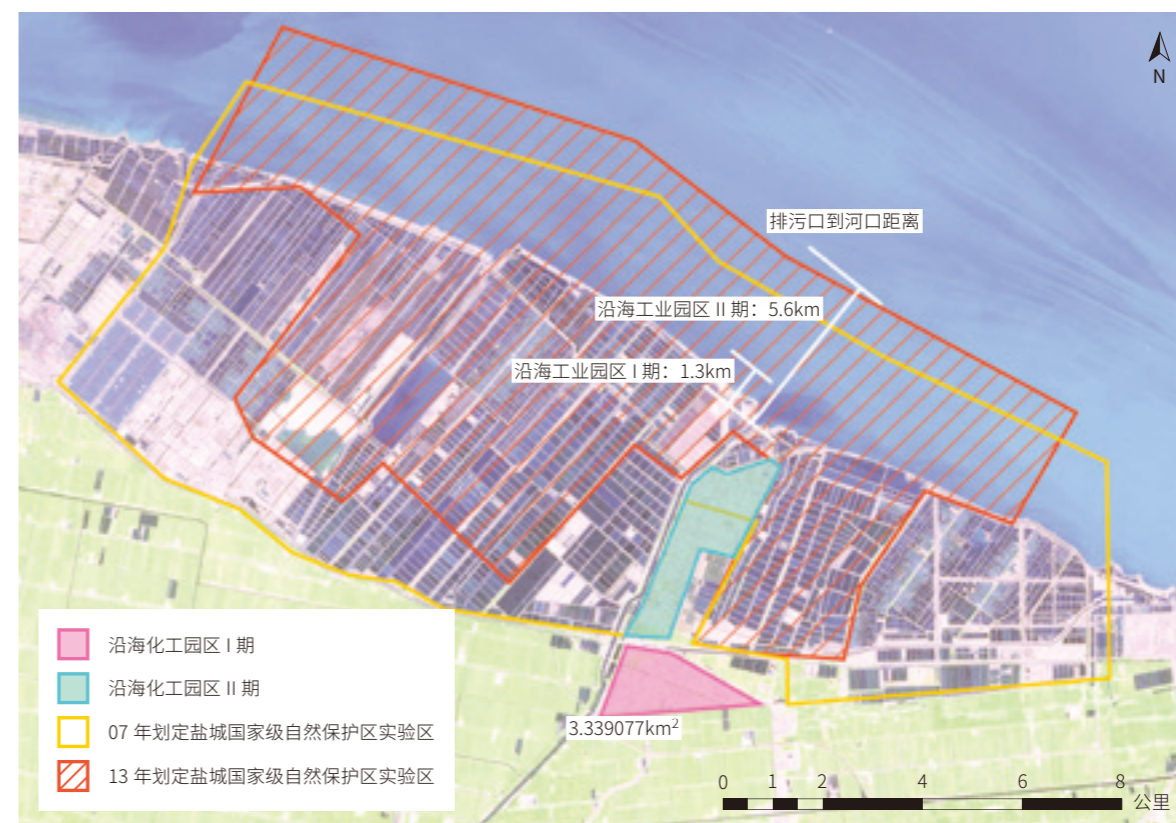 N
排污口到河口距离
沿海工业园区 II 期：5.6km
沿海工业园区 I 期：1.3km
沿海化工园区 I 期
沿海化工园区 II 期
07 年划定盐城国家级自然保护区实验区
13 年划定盐城国家级自然保护区实验区
3.339077km²
0 1 2 4 6 8
公里